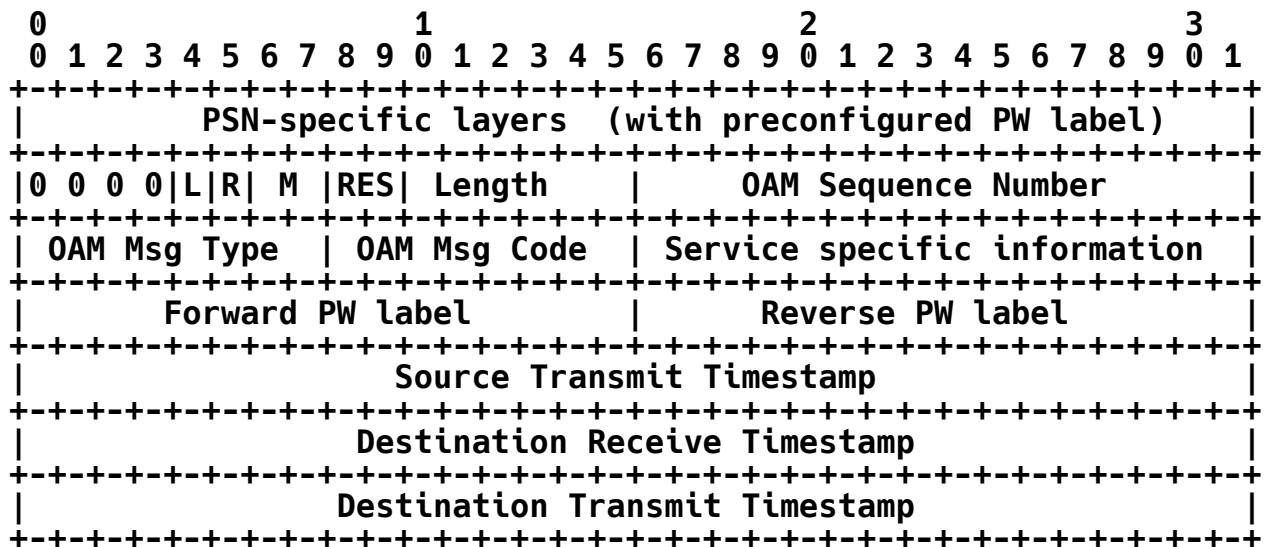 0                   1                   2                   3
 0 1 2 3 4 5 6 7 8 9 0 1 2 3 4 5 6 7 8 9 0 1 2 3 4 5 6 7 8 9 0 1
+-+-+-+-+-+-+-+-+-+-+-+-+-+-+-+-+-+-+-+-+-+-+-+-+-+-+-+-+-+-+-+-+
|         PSN-specific layers  (with preconfigured PW label)    |
+-+-+-+-+-+-+-+-+-+-+-+-+-+-+-+-+-+-+-+-+-+-+-+-+-+-+-+-+-+-+-+-+
|0 0 0 0|L|R| M |RES| Length    |     OAM Sequence Number       |
+-+-+-+-+-+-+-+-+-+-+-+-+-+-+-+-+-+-+-+-+-+-+-+-+-+-+-+-+-+-+-+-+
| OAM Msg Type  | OAM Msg Code  | Service specific information  |
+-+-+-+-+-+-+-+-+-+-+-+-+-+-+-+-+-+-+-+-+-+-+-+-+-+-+-+-+-+-+-+-+
|       Forward PW label        |      Reverse PW label         |
+-+-+-+-+-+-+-+-+-+-+-+-+-+-+-+-+-+-+-+-+-+-+-+-+-+-+-+-+-+-+-+-+
|                   Source Transmit Timestamp                   |
+-+-+-+-+-+-+-+-+-+-+-+-+-+-+-+-+-+-+-+-+-+-+-+-+-+-+-+-+-+-+-+-+
|                 Destination Receive Timestamp                 |
+-+-+-+-+-+-+-+-+-+-+-+-+-+-+-+-+-+-+-+-+-+-+-+-+-+-+-+-+-+-+-+-+
|                Destination Transmit Timestamp                 |
+-+-+-+-+-+-+-+-+-+-+-+-+-+-+-+-+-+-+-+-+-+-+-+-+-+-+-+-+-+-+-+-+